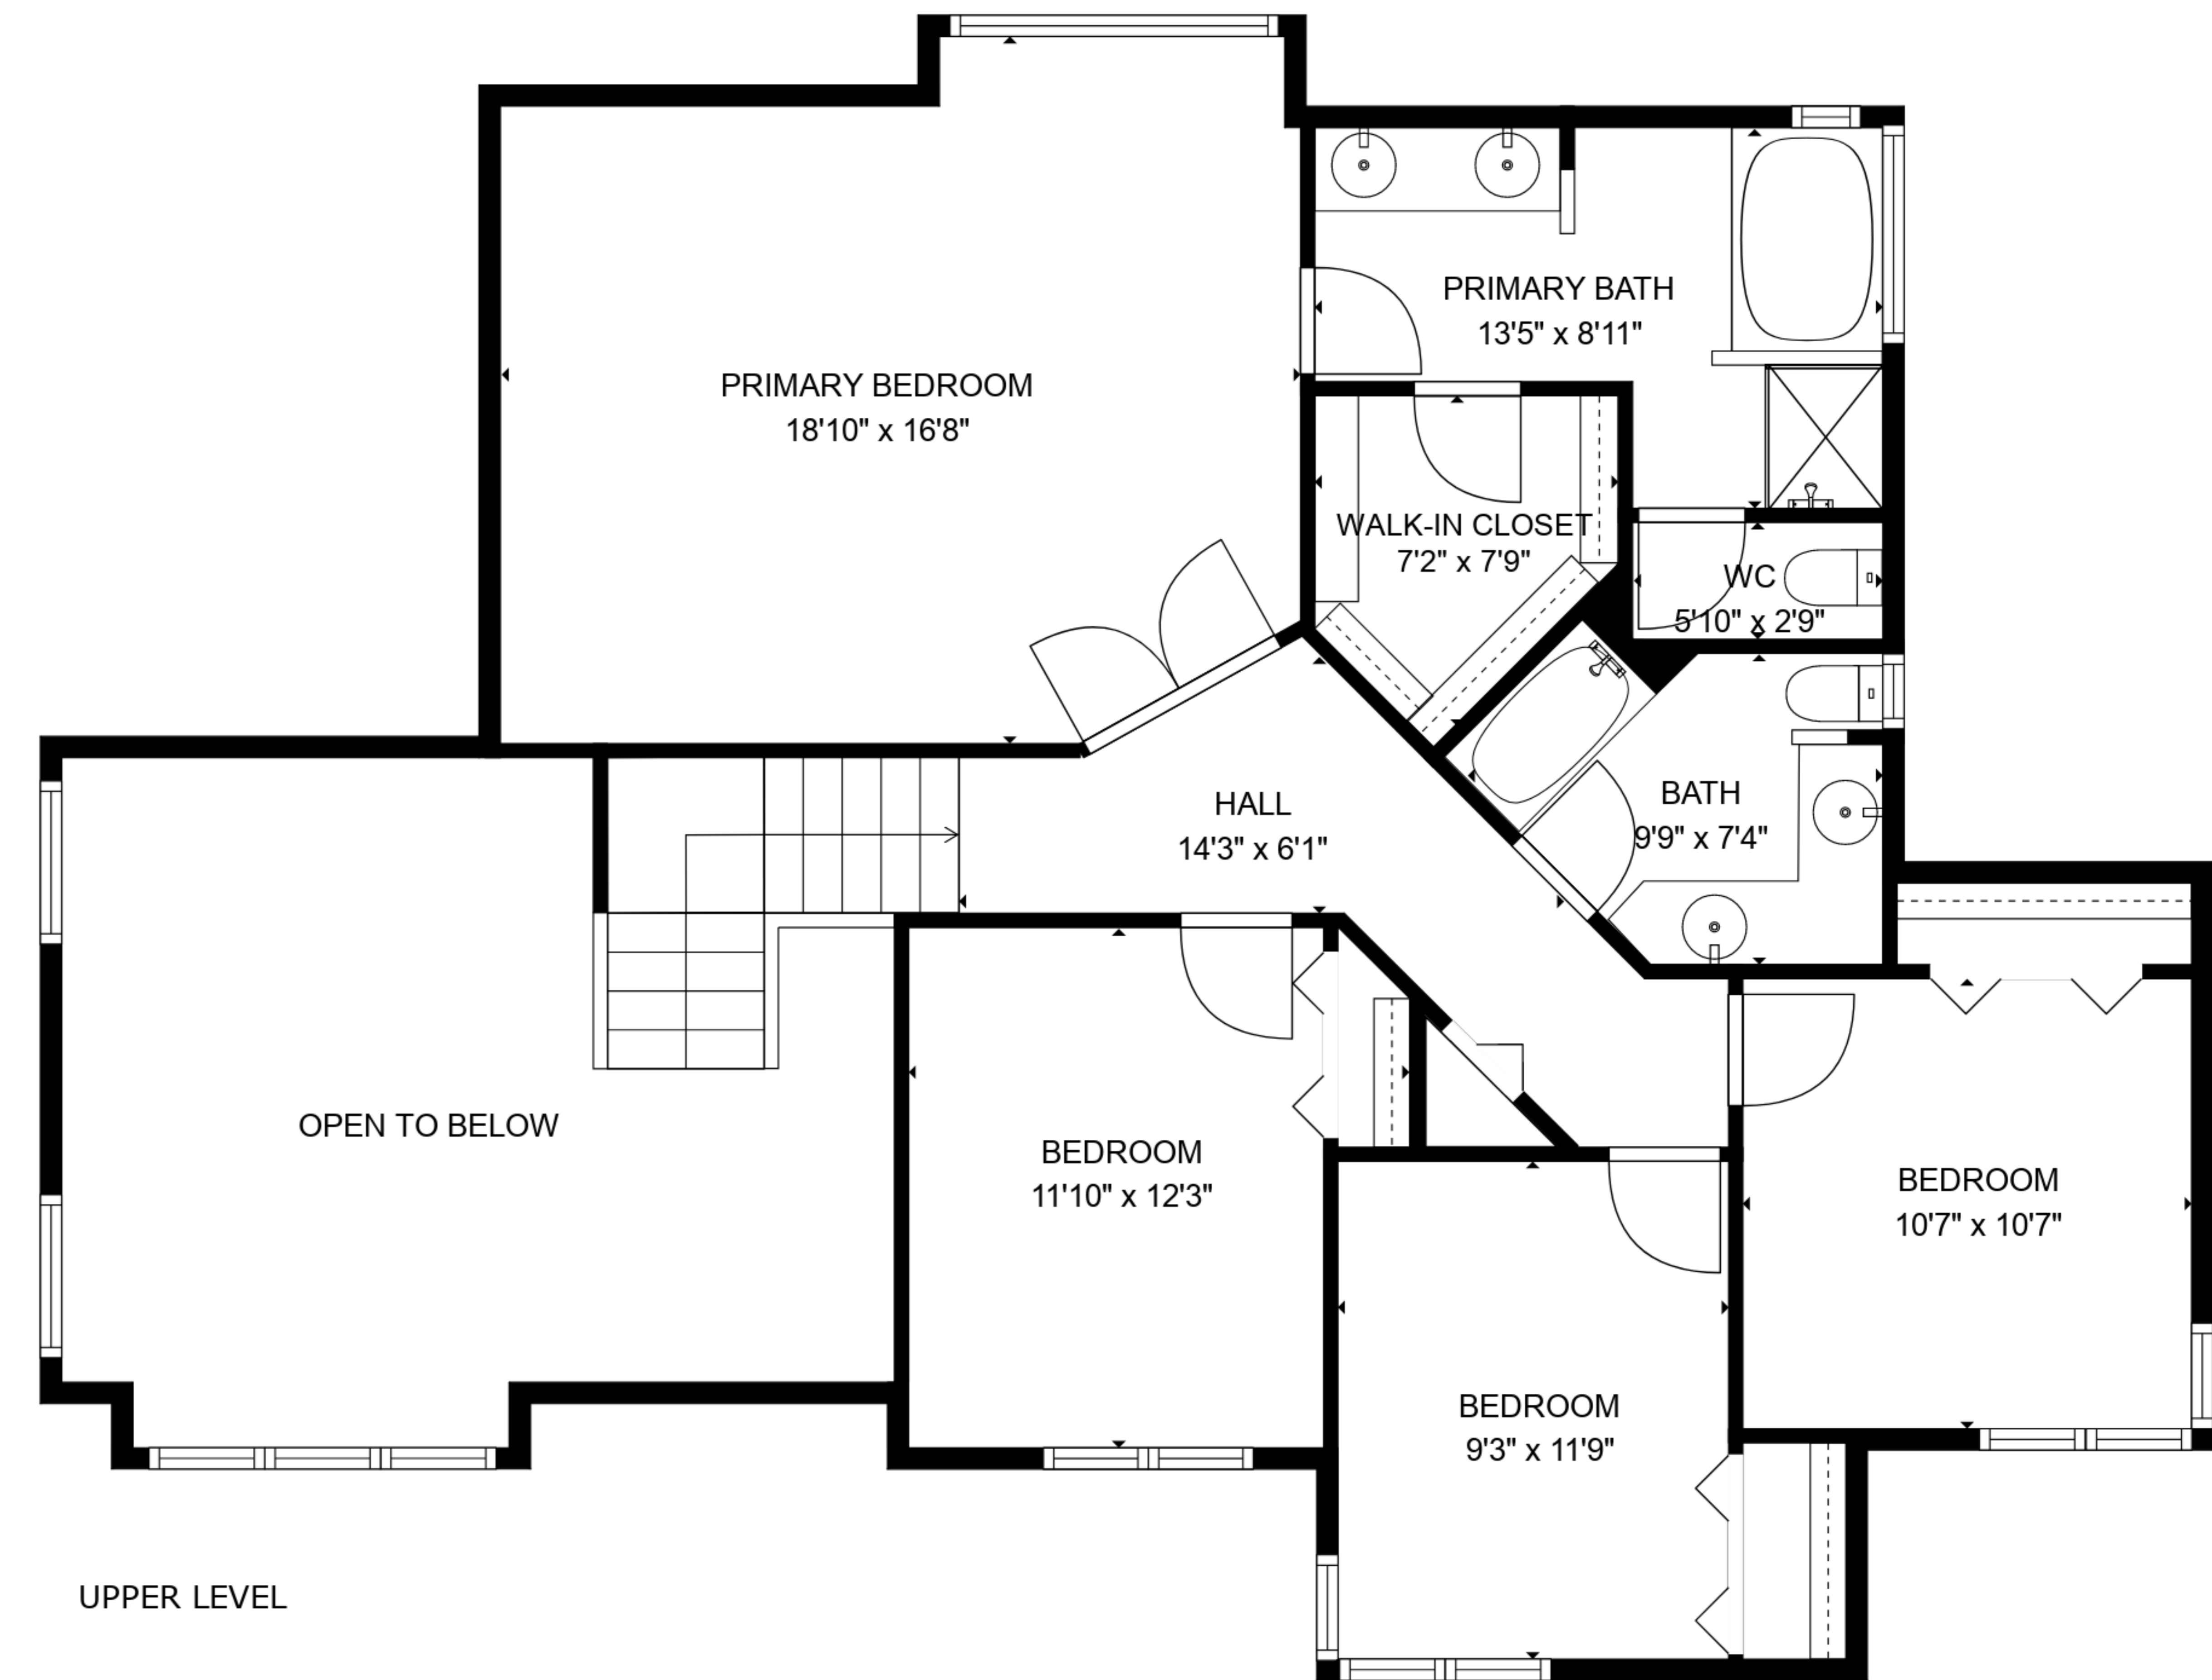 PRIMARY BATH
13'5" x 8'11"
PRIMARY BEDROOM
18'10" x 16'8"
WALK-IN CLOSET
7'2" x 7'9"
WC
5'10" x 2'9"
HALL
14'3" x 6'1"
BATH
9'9" x 7'4"
OPEN TO BELOW
BEDROOM
11'10" x 12'3"
BEDROOM
10'7" x 10'7"
BEDROOM
9'3" x 11'9"
UPPER LEVEL